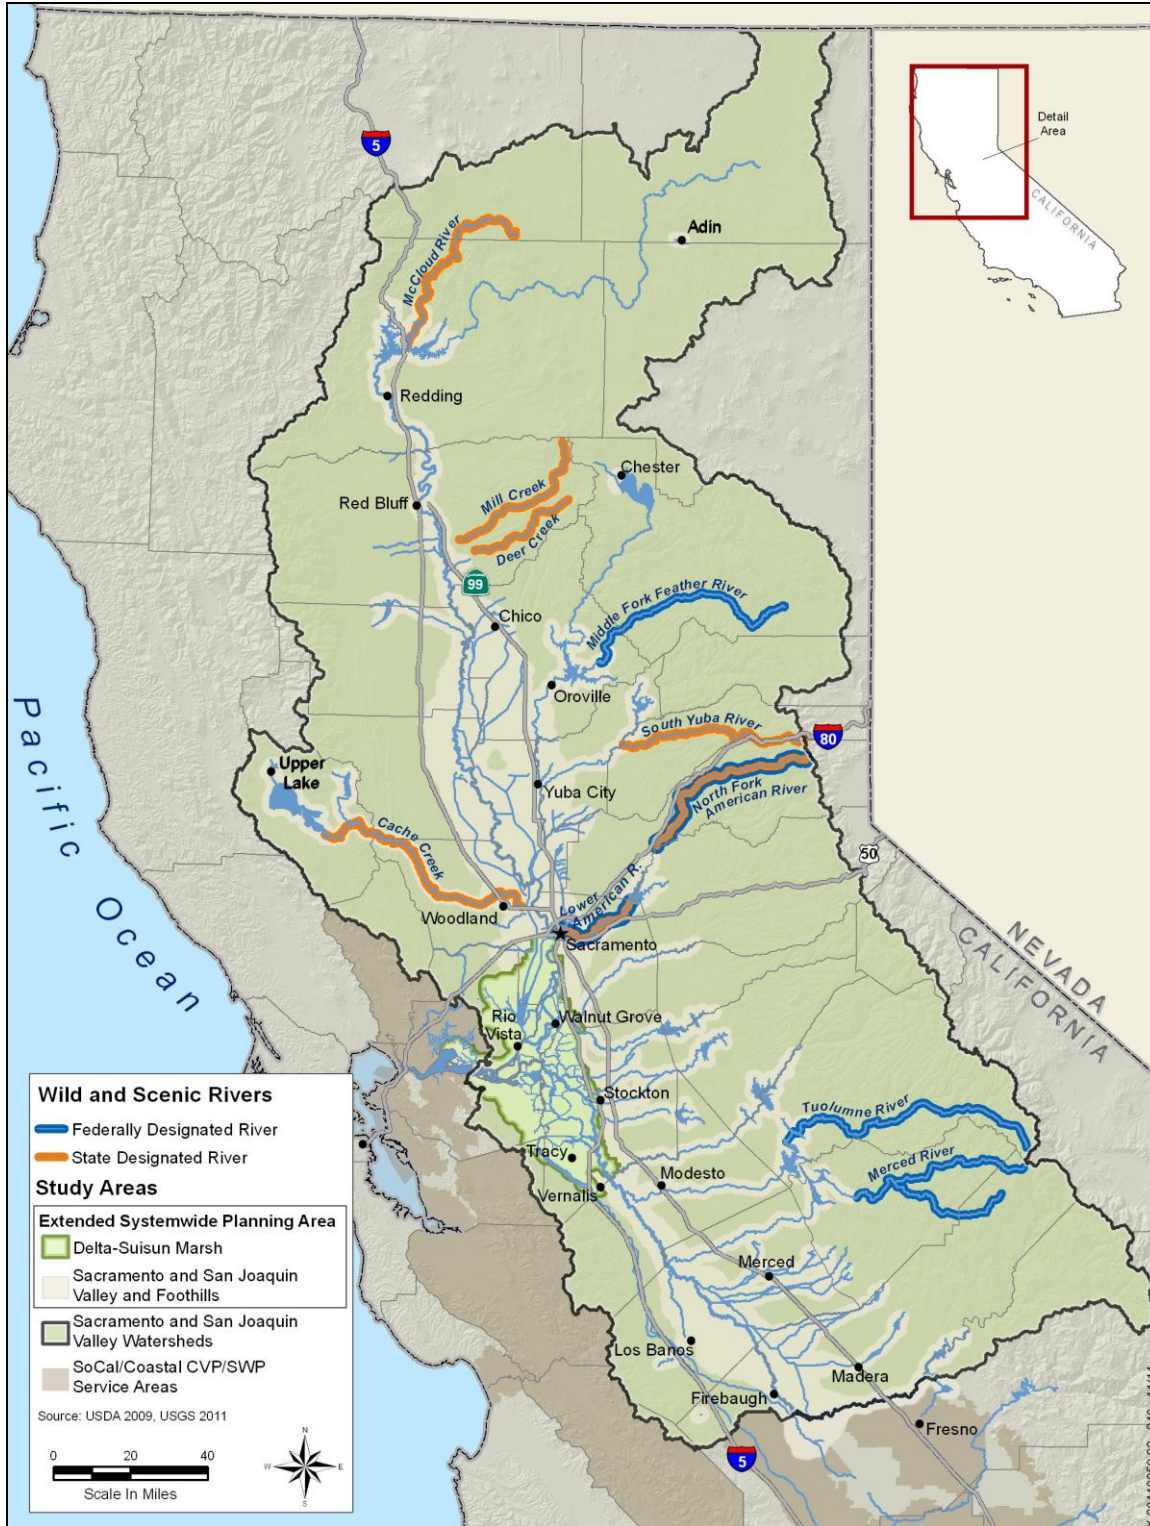 5
Detail
Area
CALIFORNIA
McCloud River
Adin
Redding
Chester
Mill Creek
Red Bluff
Deer Creek
99
Middle Fork Feather River
Chico
Oroville
South Yuba River
80
Upper
Lake
Yuba City
North Fork
American River
Cache Creek
50
Lower
American R.
Woodland
Sacramento
Pacific Ocean
NEVADA
CALIFORNIA
Rio
Vista
Walnut Grove
Stockton
Tuolumne River
Tracy
Merced River
Modesto
Vernalis
Merced
Los Banos
Madera
Firebaugh
Fresno
5
Wild and Scenic Rivers
Federally Designated River
State Designated River
Study Areas
Extended Systemwide Planning Area
Delta-Suisun Marsh
Sacramento and San Joaquin
Valley and Foothills
Sacramento and San Joaquin
Valley Watersheds
SoCal/Coastal CVP/SWP
Service Areas
Source: USDA 2009, USGS 2011
0 20 40
Scale In Miles
N
W E
S